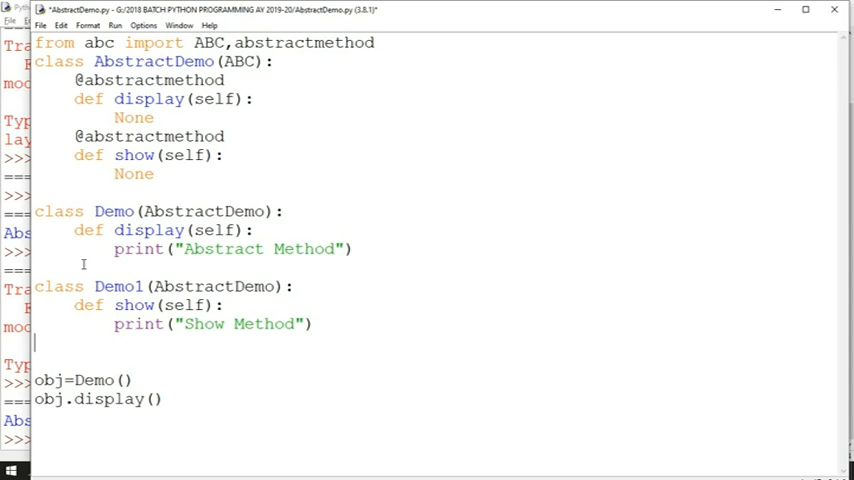 *AbstractDemo.py - G:/2018 BATCH PYTHON PROGRAMMING AY 2019-20/AbstractDemo.py (3.8.1)*
File Edit Format Run Options Window Help
from abc import ABC,abstractmethod
class AbstractDemo(ABC):
    @abstractmethod
    def display(self):
        None
    @abstractmethod
    def show(self):
        None
class Demo(AbstractDemo):
    def display(self):
        print("Abstract Method")
class Demo1(AbstractDemo):
    def show(self):
        print("Show Method")
obj=Demo()
obj.display()